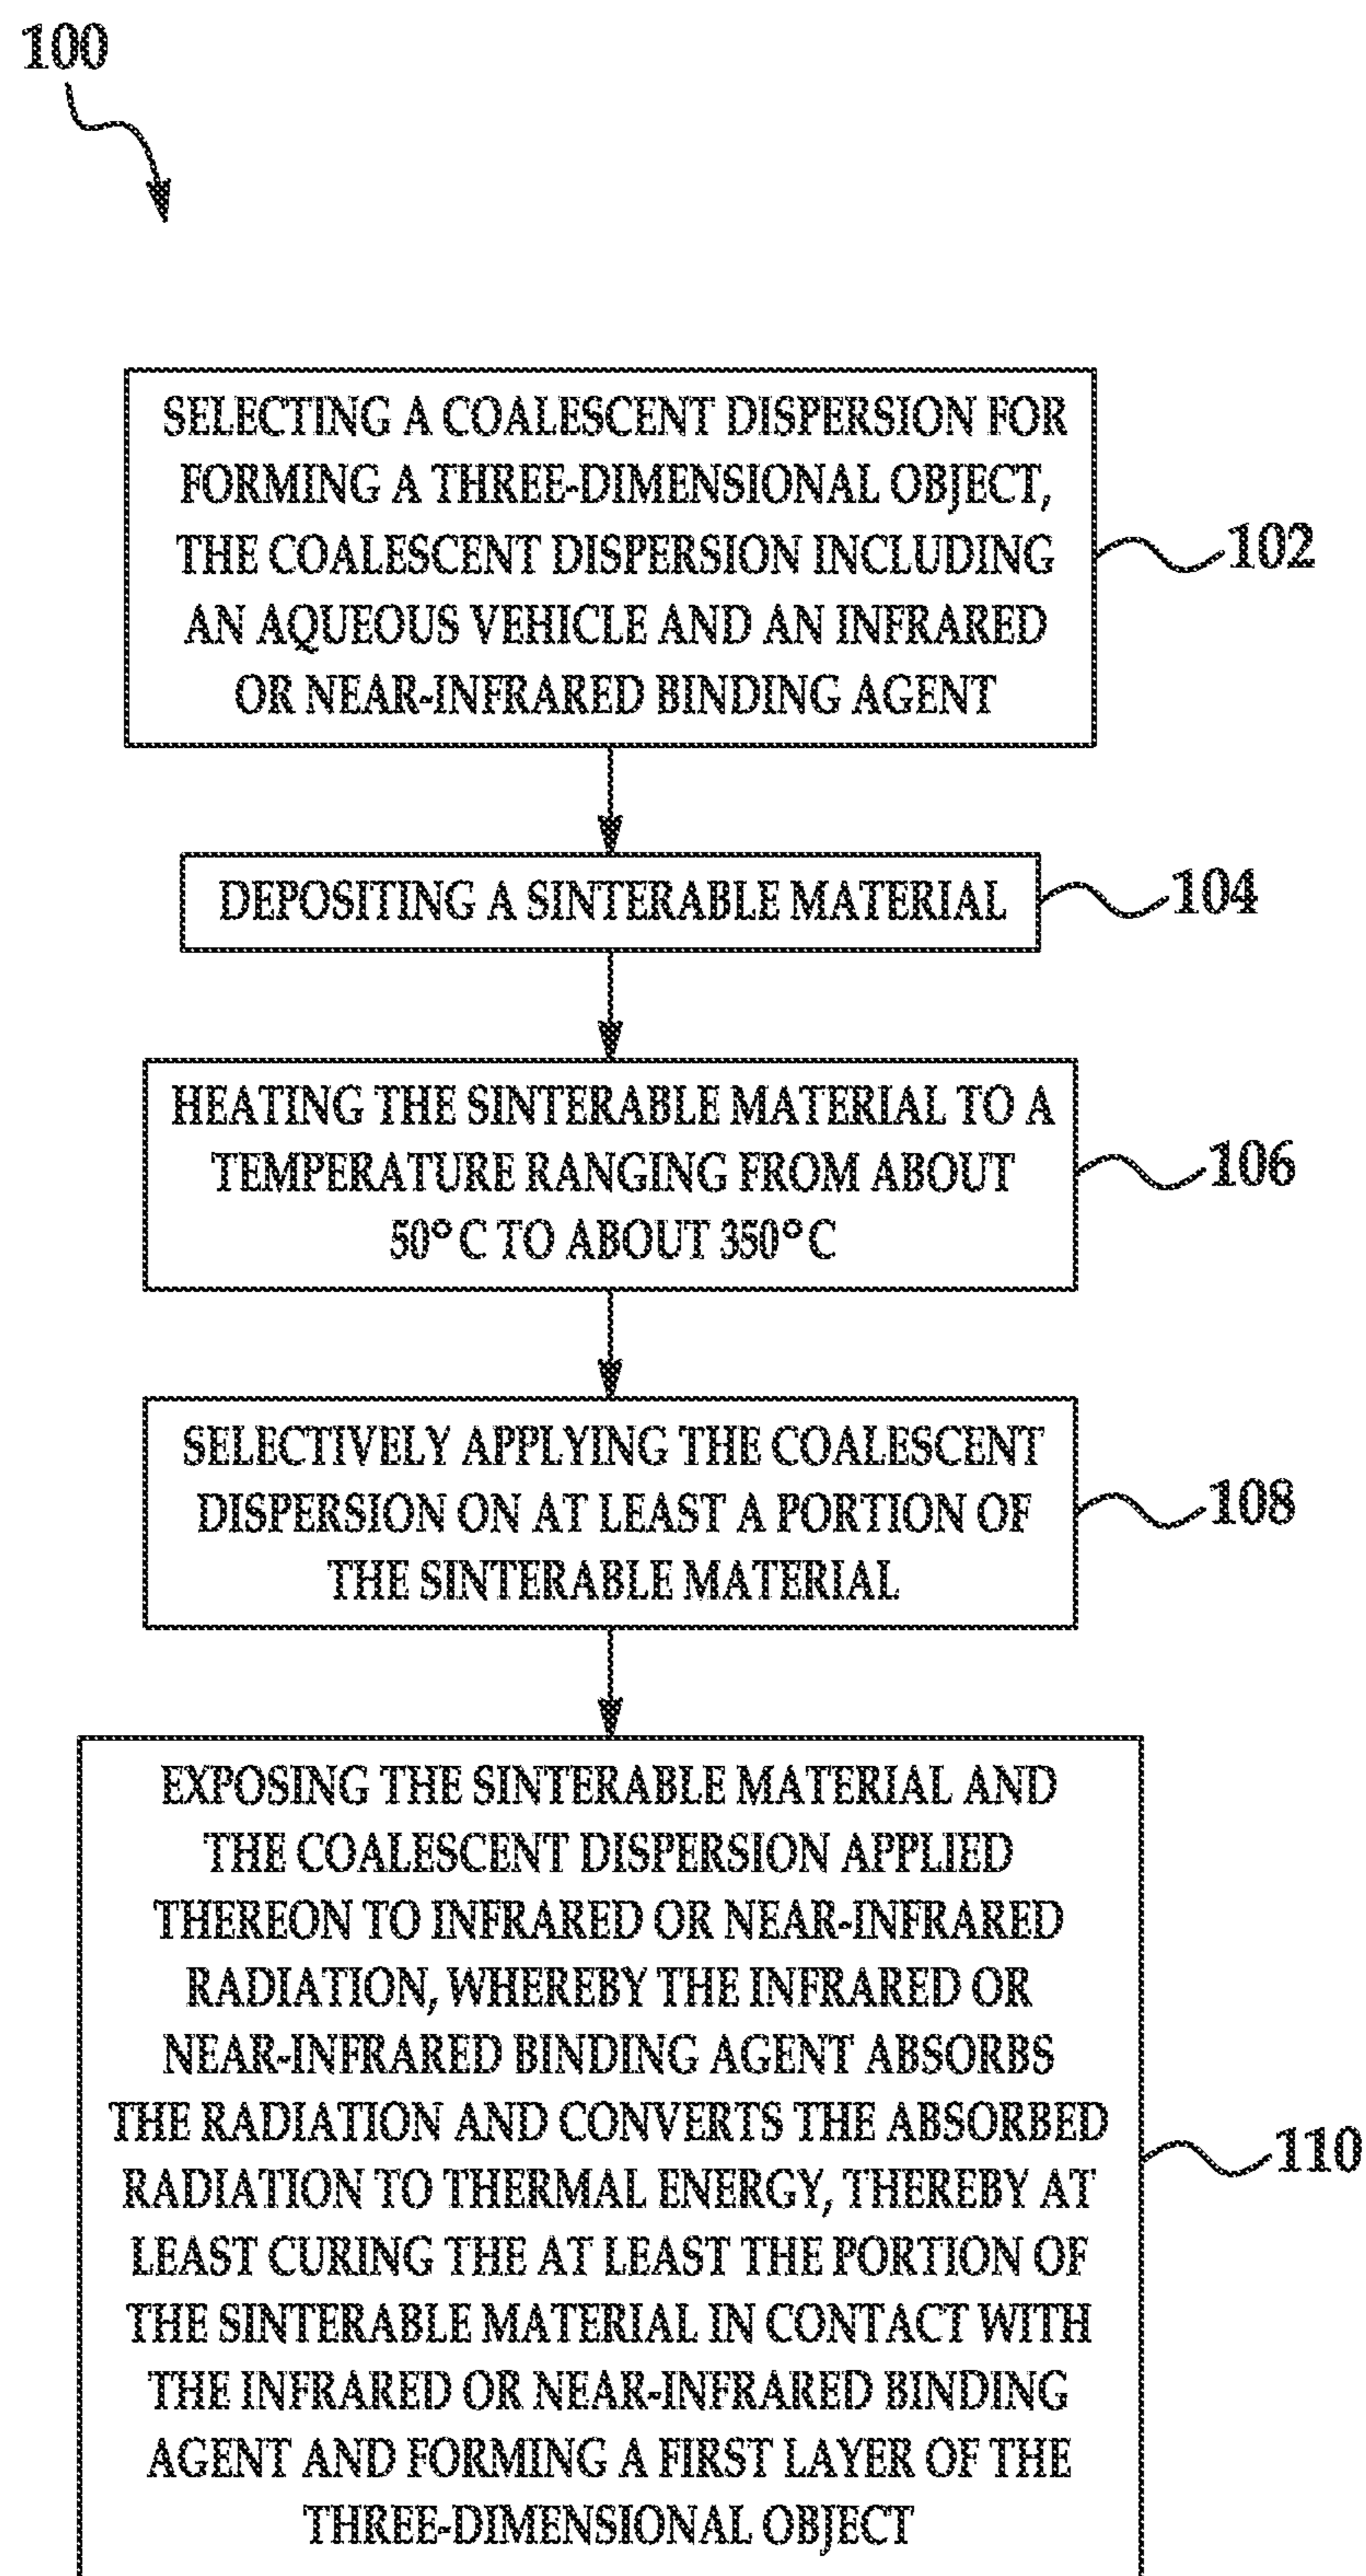 100
SELECTING A COALESCENT DISPERSION FOR
FORMING A THREE-DIMENSIONAL OBJECT,
THE COALESCENT DISPERSION INCLUDING
AN AQUEOUS VEHICLE AND AN INFRARED
OR NEAR-INFRARED BINDING AGENT
102
DEPOSITING A SINTERABLE MATERIAL
104
HEATING THE SINTERABLE MATERIAL TO A
TEMPERATURE RANGING FROM ABOUT
50°C TO ABOUT 350°C
106
SELECTIVELY APPLYING THE COALESCENT
DISPERSION ON AT LEAST A PORTION OF
THE SINTERABLE MATERIAL
108
EXPOSING THE SINTERABLE MATERIAL AND
THE COALESCENT DISPERSION APPLIED
THEREON TO INFRARED OR NEAR-INFRARED
RADIATION, WHEREBY THE INFRARED OR
NEAR-INFRARED BINDING AGENT ABSORBS
THE RADIATION AND CONVERTS THE ABSORBED
RADIATION TO THERMAL ENERGY, THEREBY AT
LEAST CURING THE AT LEAST THE PORTION OF
THE SINTERABLE MATERIAL IN CONTACT WITH
THE INFRARED OR NEAR-INFRARED BINDING
AGENT AND FORMING A FIRST LAYER OF THE
THREE-DIMENSIONAL OBJECT
110